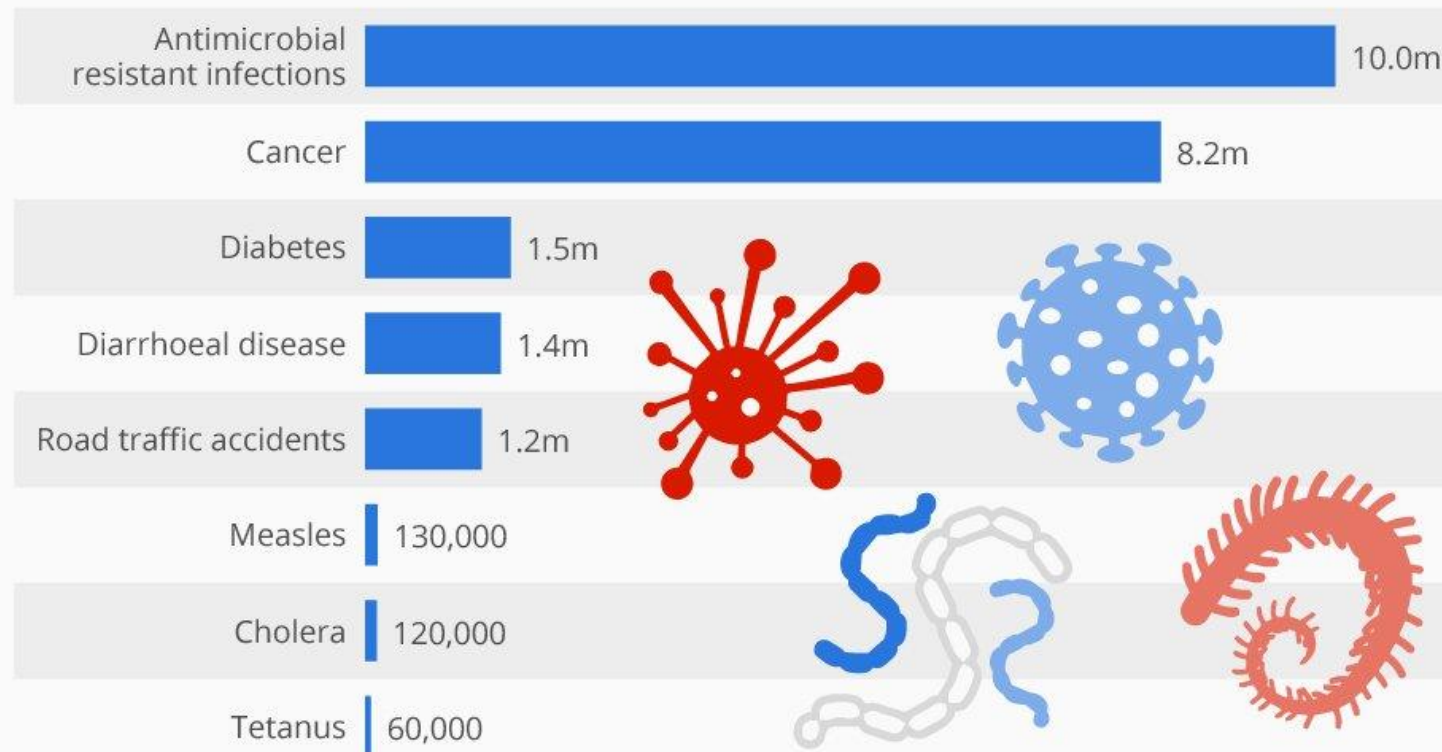 Antimicrobial
resistant infections
10.0m
Cancer
8.2m
Diabetes
1.5m
Diarrhoeal disease
1.4m
Road traffic accidents
1.2m
Measles
130,000
Cholera
120,000
Tetanus
60,000